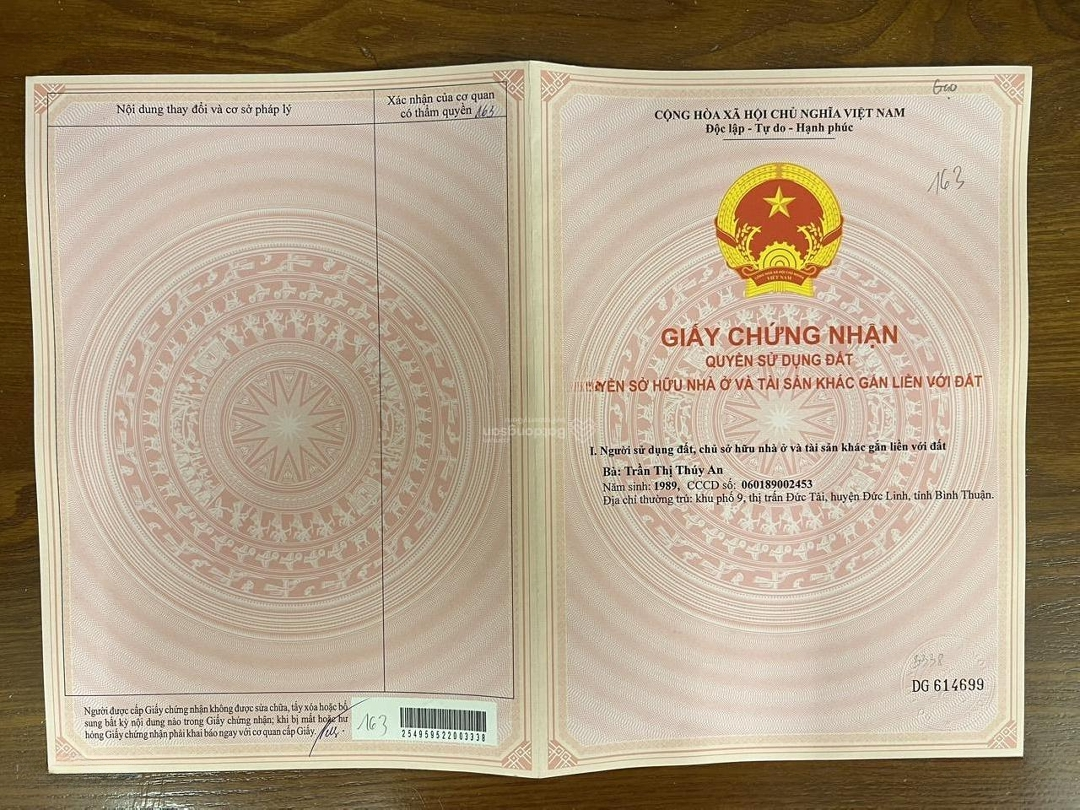 Nội dung thay đổi và cơ sở pháp lý
Xác nhận của cơ quan
có thẩm quyền 163
Người được cấp Giấy chứng nhận không được sửa chữa, tẩy xóa hoặc bổ
sung bất kỳ nội dung nào trong Giấy chứng nhận; khi bị mất hoặc hư
hỏng Giấy chứng nhận phải khai báo ngay với cơ quan cấp Giấy.
163
254959522003338
CỘNG HÒA XÃ HỘI CHỦ NGHĨA VIỆT NAM
Độc lập - Tự do - Hạnh phúc
163
VIỆT NAM
GIẤY CHỨNG NHẬN
QUYỀN SỬ DỤNG ĐẤT
YỀN SỞ HỮU NHÀ Ở VÀ TÀI SẢN KHÁC GẮN LIỀN VỚI ĐẤT
Batdongsan
I. Người sử dụng đất, chủ sở hữu nhà ở và tài sản khác gắn liền với đất
Bà: Trần Thị Thúy An
Năm sinh: 1989, CCCD số: 060189002453
Địa chỉ thường trú: khu phố 9, thị trấn Đức Tài, huyện Đức Linh, tỉnh Bình Thuận.
DG 614699